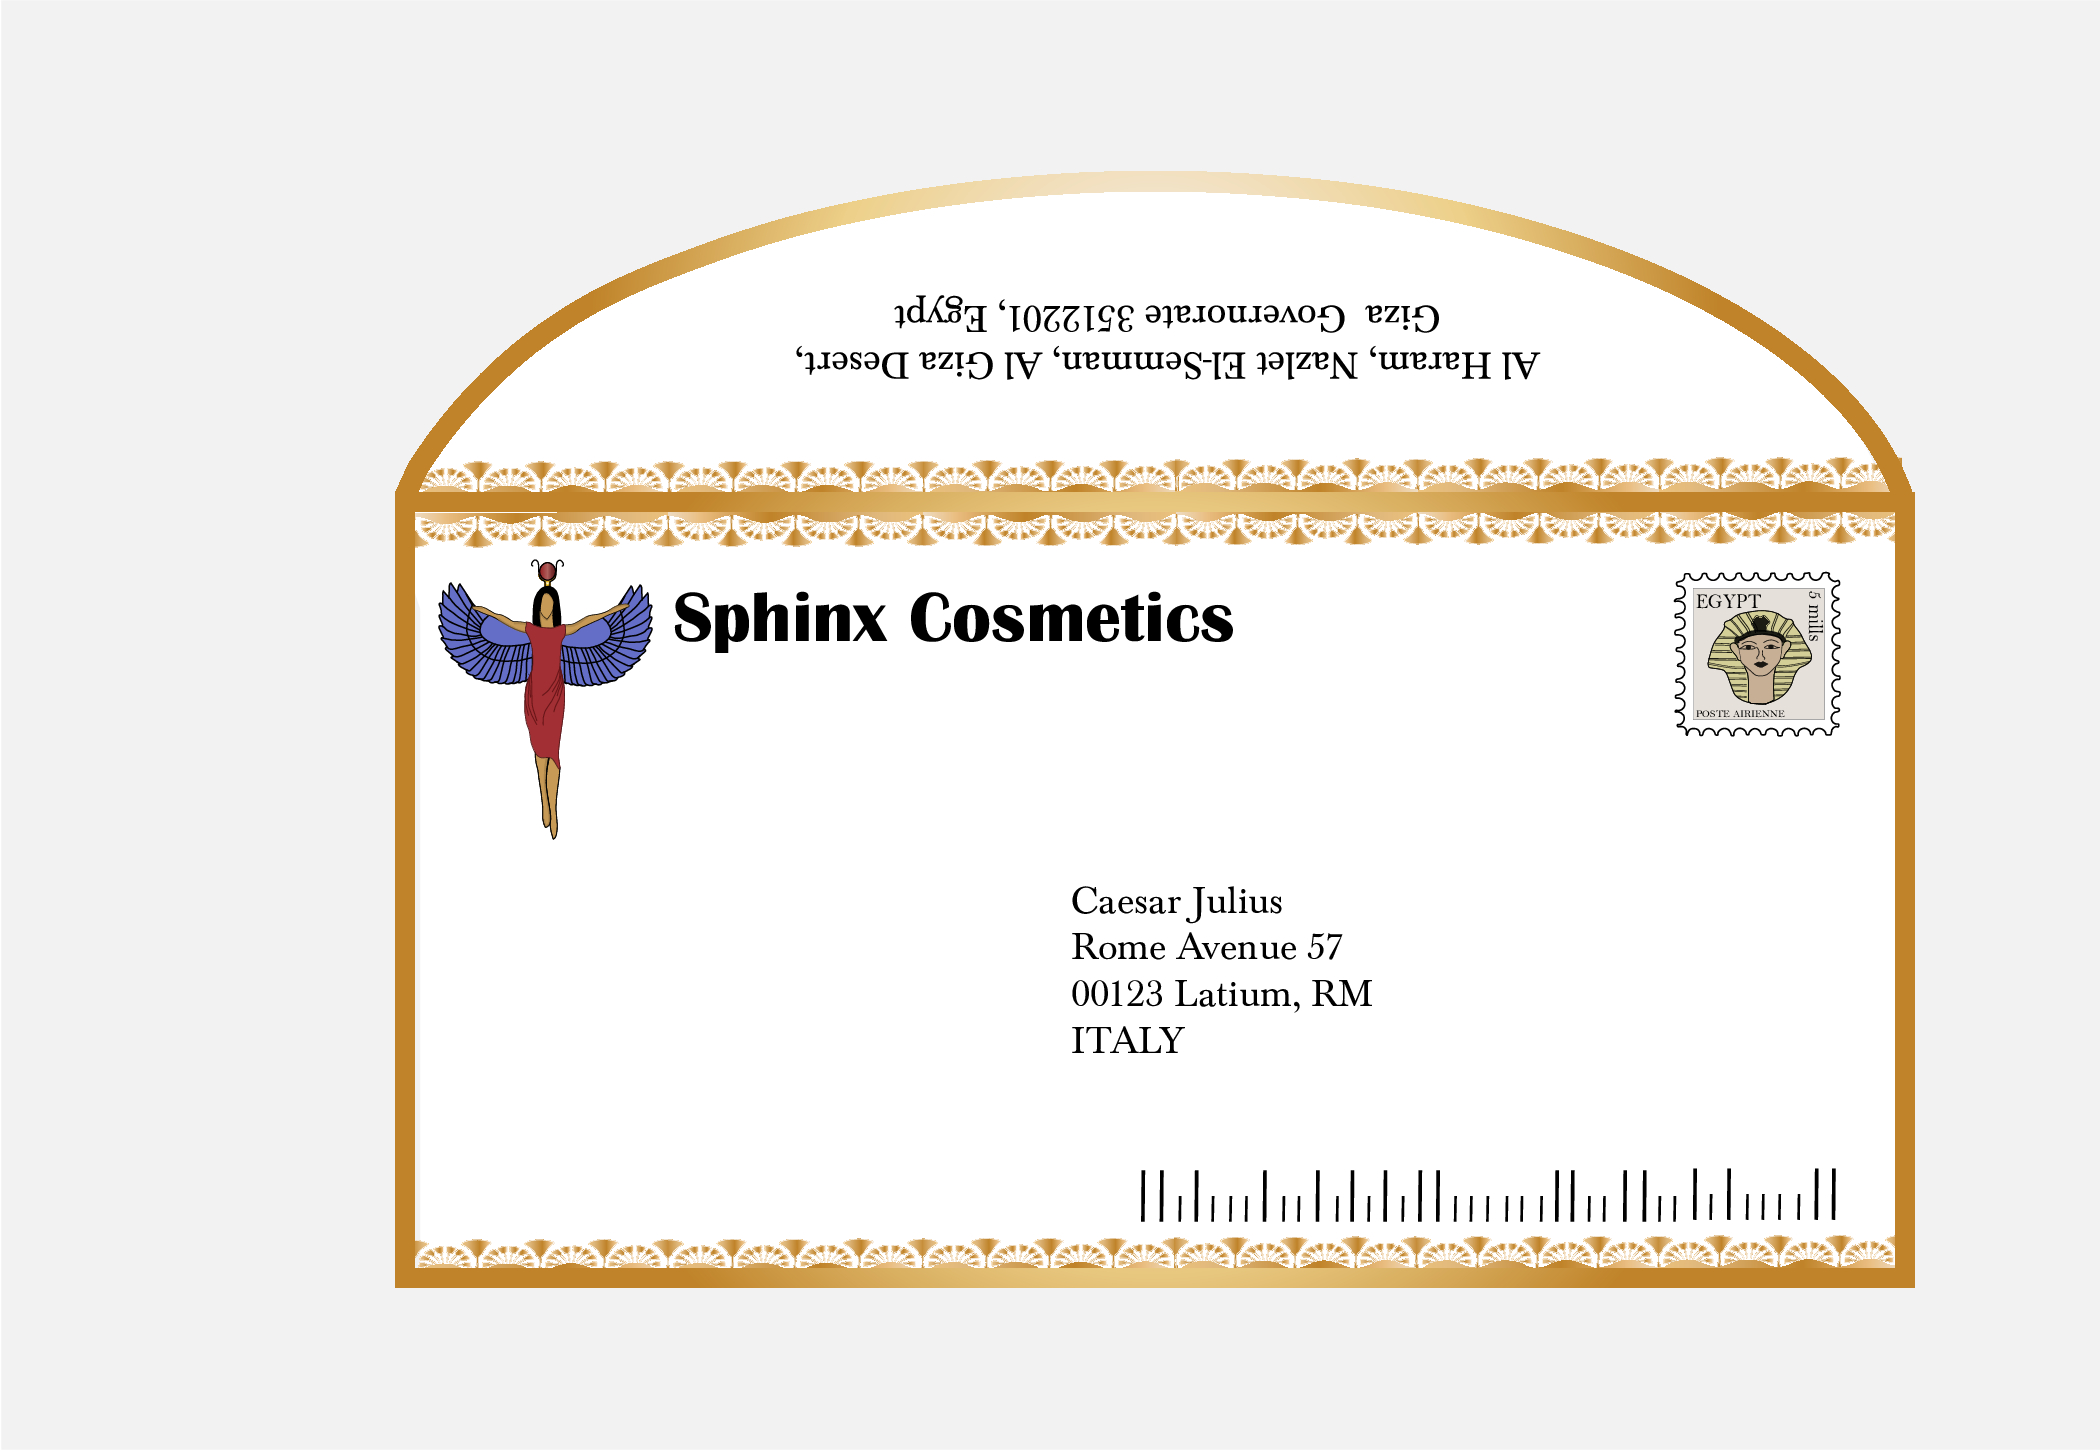 Al Haram, Nazlet El-Semman, Al Giza Desert,
Giza Governorate 3512201, Egypt
Sphinx Cosmetics
EGYPT
5 mills
POSTE AIRIENNE
Caesar Julius
Rome Avenue 57
00123 Latium, RM
ITALY